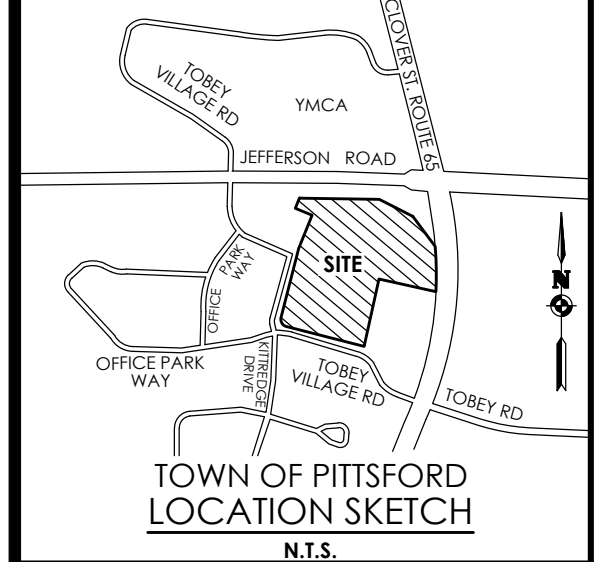 CLOVER ST. ROUTE 65
TOBEY
VILLAGE RD
YMCA
JEFFERSON ROAD
SITE
PARK
WAY
OFFICE
N
OFFICE PARK
WAY
KITTREDGE
DRIVE
TOBEY
VILLAGE RD
TOBEY RD
TOWN OF PITTSFORD
LOCATION SKETCH
N.T.S.